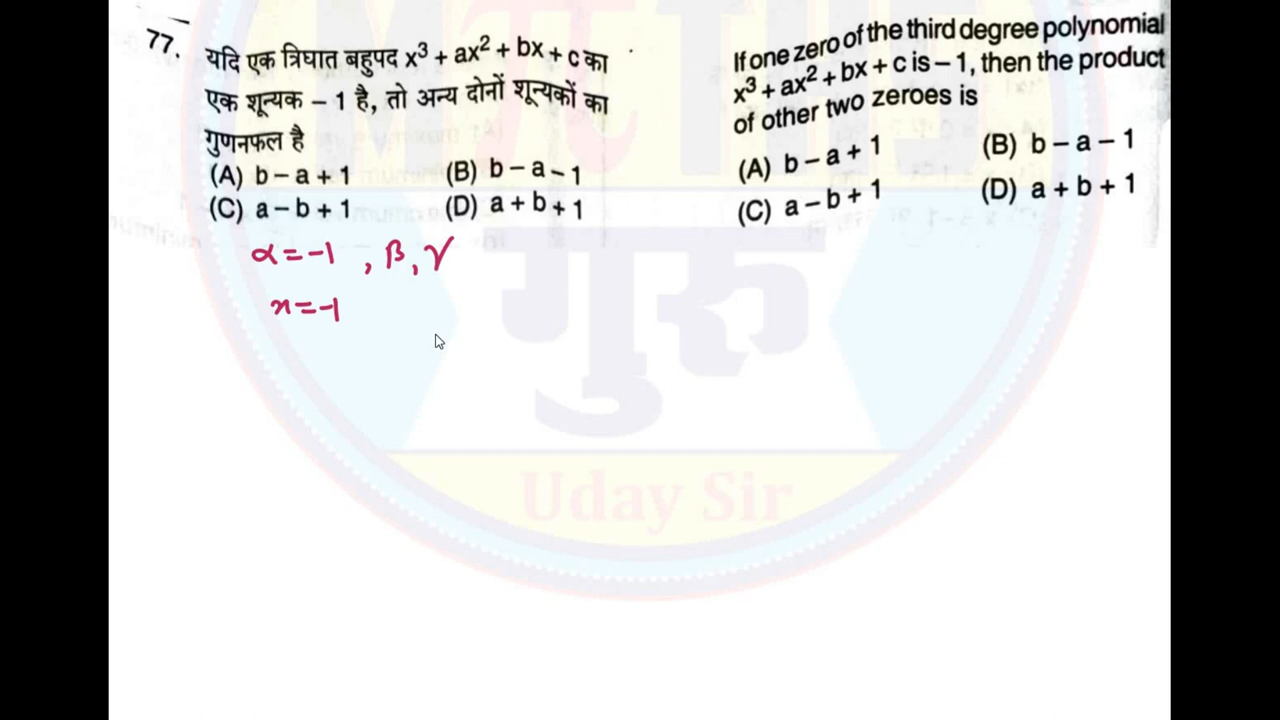 77.
यदि एक त्रिघात बहुपद x³ + ax² + bx + c का
एक शून्यक – 1 है, तो अन्य दोनों शून्यकों का
गुणनफल है
(A) b – a + 1 (B) b – a – 1
(C) a – b + 1 (D) a + b + 1
If one zero of the third degree polynomial
x³ + ax² + bx + c is – 1, then the product
of other two zeroes is
(A) b – a + 1 (B) b – a – 1
(C) a – b + 1 (D) a + b + 1
α = -1 , β, γ
x = -1
गुरु
Uday Sir